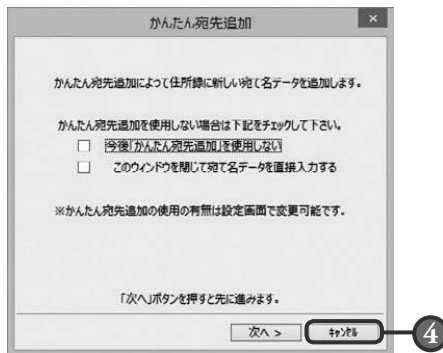 かんたん宛先追加
×
かんたん宛先追加によって住所録に新しい宛て名データを追加します。
かんたん宛先追加を使用しない場合は下記をチェックして下さい。
今後「かんたん宛先追加」を使用しない
このウィンドウを閉じて宛て名データを直接入力する
※かんたん宛先追加の使用の有無は設定画面で変更可能です。
「次へ」ボタンを押すと先に進みます。
次へ >
ｷｬﾝｾﾙ
4